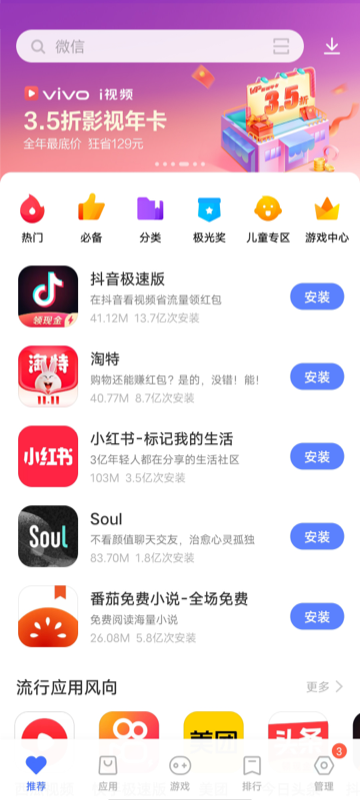 微信
vivo i视频
3.5折影视年卡
全年最底价 狂省129元
VIP
3.5折
热门
必备
分类
极光奖
儿童专区
游戏中心
领现金
抖音极速版
在抖音看视频省流量领红包
41.12M 13.7亿次安装
安装
淘特
11.11
淘特
购物还能赚红包？是的，没错！能！
40.77M 8.7亿次安装
安装
小红书
小红书-标记我的生活
3亿年轻人都在分享的生活社区
103M 3.5亿次安装
安装
Soul
Soul
不看颜值聊天交友，治愈心灵孤独
83.70M 1.8亿次安装
安装
番茄免费小说-全场免费
免费阅读海量小说
26.08M 5.8亿次安装
安装
流行应用风向
更多
美团
头条
推荐
应用
游戏
排行
3
管理